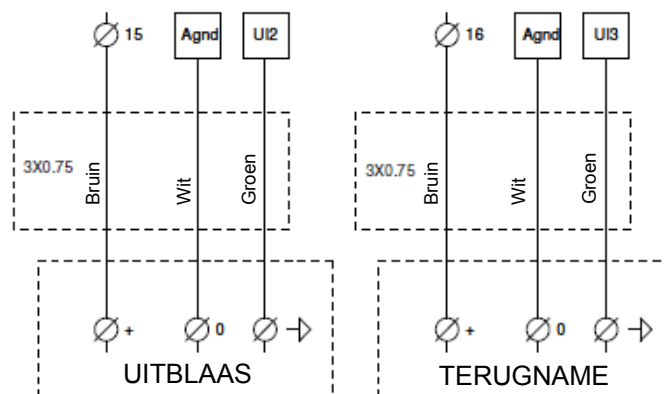 15 Agnd UI2 16 Agnd UI3
3X0.75 Bruin Wit Groen 3X0.75 Bruin Wit Groen
+ 0 + 0
UITBLAAS TERUGNAME